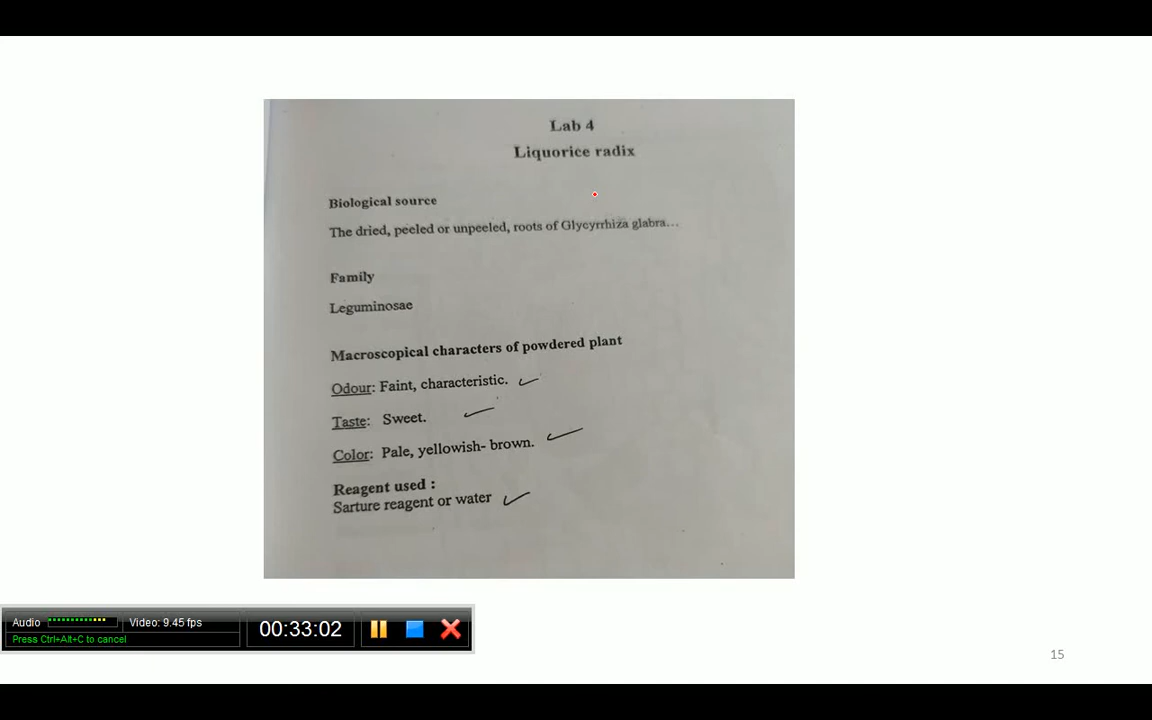 Lab 4
Liquorice radix
Biological source
The dried, peeled or unpeeled, roots of Glycyrrhiza glabra...
Family
Leguminosae
Macroscopical characters of powdered plant
Odour: Faint, characteristic.
Taste: Sweet.
Color: Pale, yellowish- brown.
Reagent used :
Sarture reagent or water
Audio Video: 9.45 fps
Press Ctrl+Alt+C to cancel
00:33:02
15